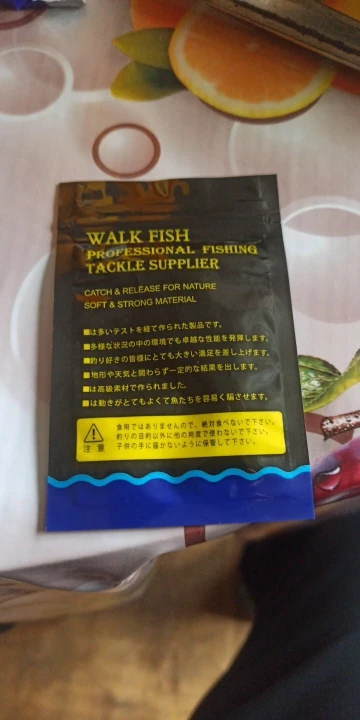 WALK FISH
PROFESSIONAL FISHING
TACKLE SUPPLIER
CATCH & RELEASE FOR NATURE
SOFT & STRONG MATERIAL
■は多いテストを経て作られた製品です。
■多様な状況の中の環境でも卓越な性能を発揮します。
■釣り好きの皆様にとても大きい満足を差し上げます。
■地形や天気と関わらず一定的な結果を出します。
■は高級素材で作られました。
■は動きがとてもよくて魚たちを容易く騙させます。
食用ではありませんので、絶対食べないで下さい。
釣りの目的以外に他の用度で使わないで下さい。
子供の手に届かないように保管して下さい。
注意